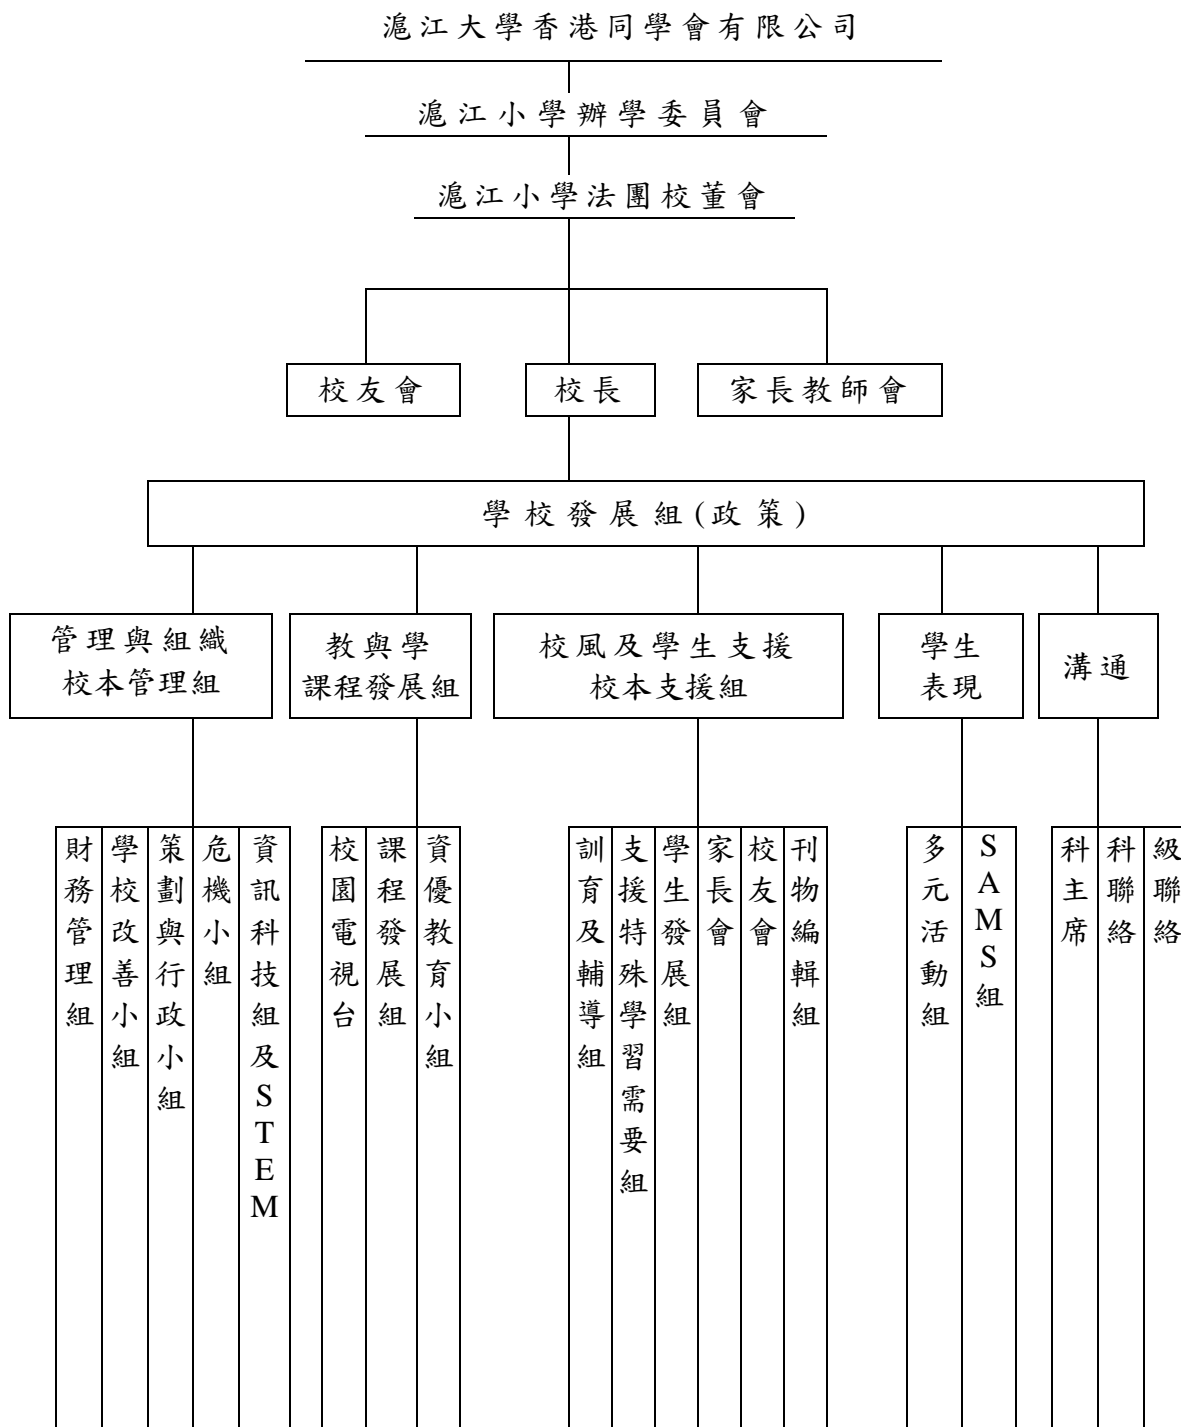 滬江大學香港同學會有限公司
滬江小學辦學委員會
滬江小學法團校董會
校友會
校長
家長教師會
學校發展組(政策)
管理與組織
校本管理組
教與學
課程發展組
校風及學生支援
校本支援組
學生
表現
溝通
財務管理組
學校改善小組
策劃與行政小組
危機小組
資訊科技組及STEM
校園電視台
課程發展組
資優教育小組
訓育及輔導組
支援特殊學習需要組
學生發展組
家長會
校友會
刊物編輯組
多元活動組
SAMS組
科主席
科聯絡
級聯絡